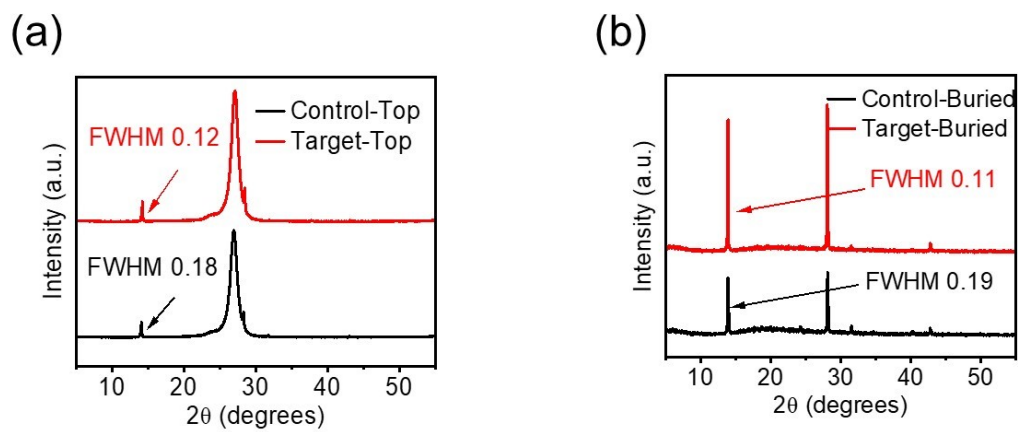 (a)
Control-Top
Target-Top
FWHM 0.12
FWHM 0.18
Intensity (a.u.)
10 20 30 40 50
2θ (degrees)
(b)
Control-Buried
Target-Buried
FWHM 0.11
FWHM 0.19
Intensity (a.u.)
10 20 30 40 50
2θ (degrees)